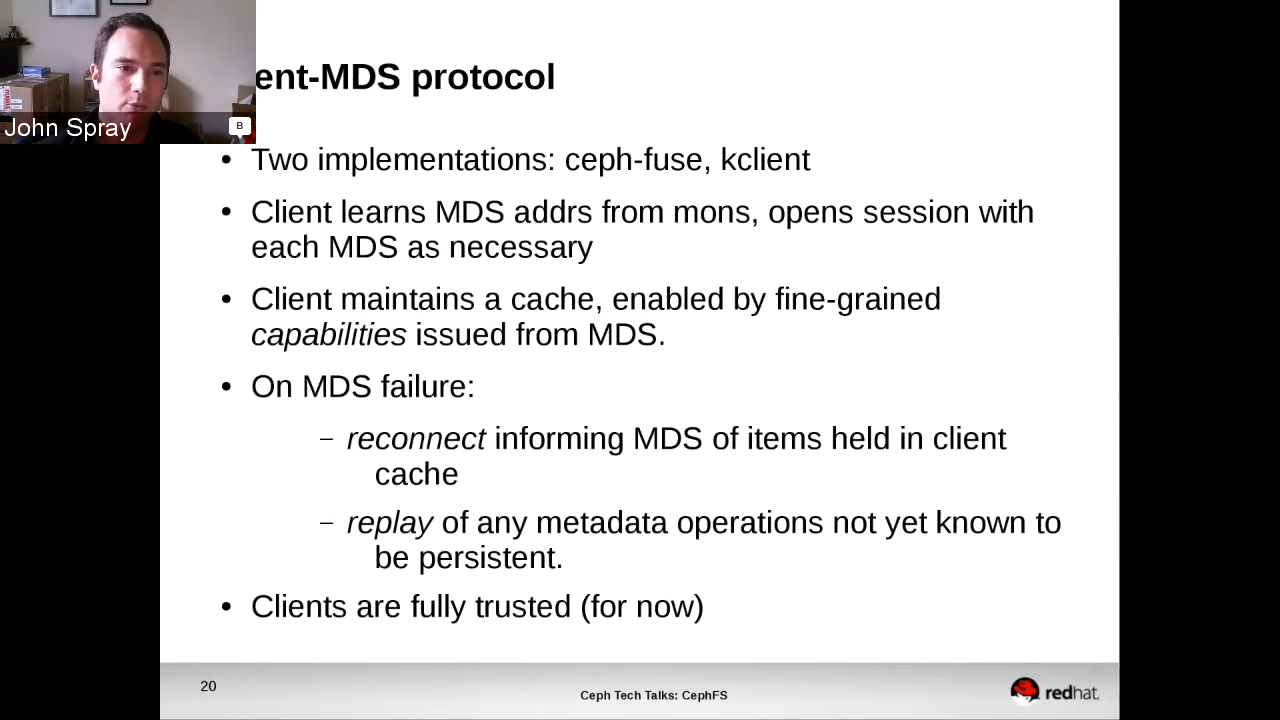 ent-MDS protocol
John Spray
B
• Two implementations: ceph-fuse, kclient
• Client learns MDS addrs from mons, opens session with
each MDS as necessary
• Client maintains a cache, enabled by fine-grained
capabilities issued from MDS.
• On MDS failure:
– reconnect informing MDS of items held in client
cache
– replay of any metadata operations not yet known to
be persistent.
• Clients are fully trusted (for now)
20
Ceph Tech Talks: CephFS
redhat.